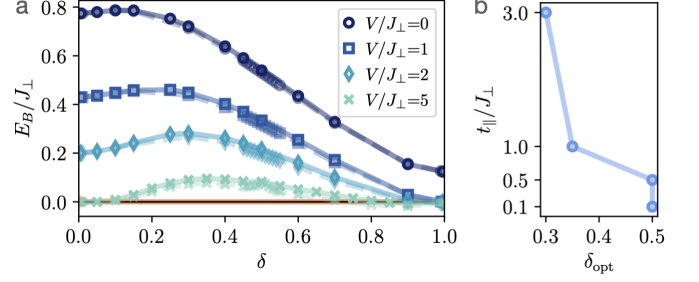 a
0.8
0.6
0.4
0.2
0.0
E_B/J_⊥
V/J_⊥=0
V/J_⊥=1
V/J_⊥=2
V/J_⊥=5
0.0 0.2 0.4 0.6 0.8 1.0
δ
b
3.0
1.0
0.5
0.1
t_∥/J_⊥
0.3 0.4 0.5
δ_opt